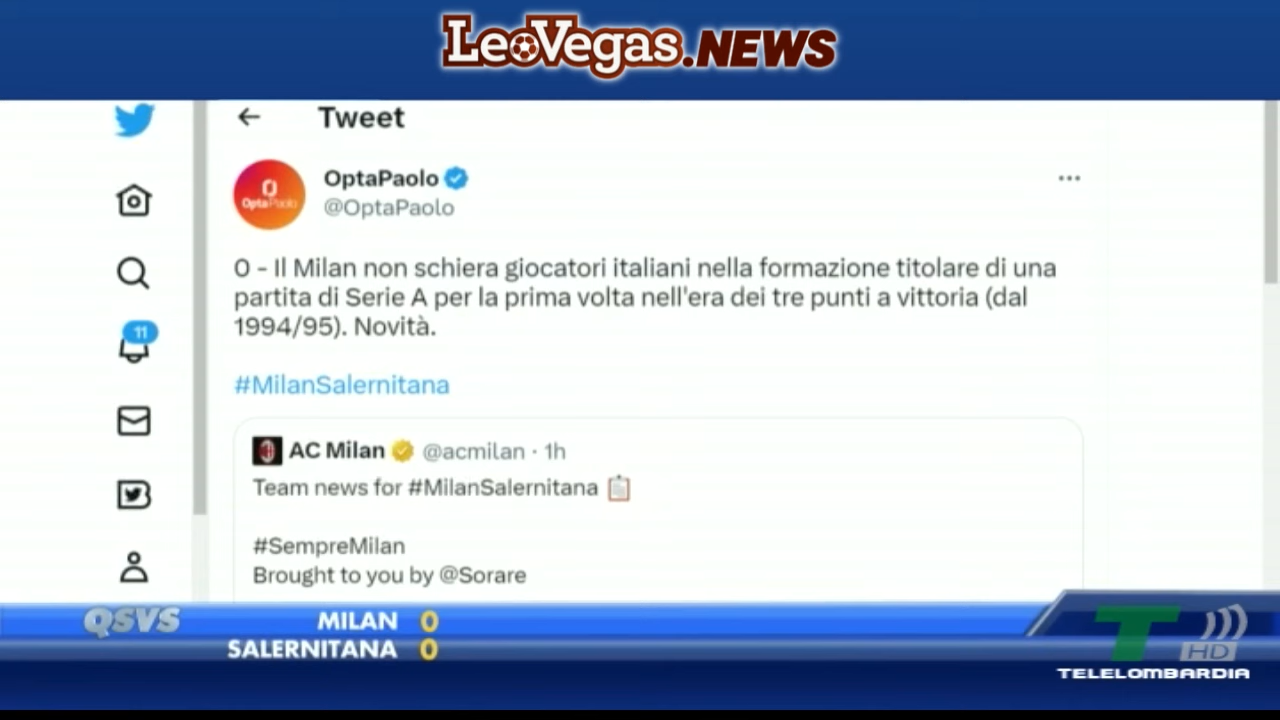 LeoVegas.NEWS
Tweet
OptaPaolo
OptaPaolo
@OptaPaolo
0 - Il Milan non schiera giocatori italiani nella formazione titolare di una
partita di Serie A per la prima volta nell'era dei tre punti a vittoria (dal
1994/95). Novità.
#MilanSalernitana
11
AC Milan @acmilan · 1h
Team news for #MilanSalernitana
#SempreMilan
Brought to you by @Sorare
QSVS
MILAN 0
SALERNITANA 0
T HD
TELELOMBARDIA